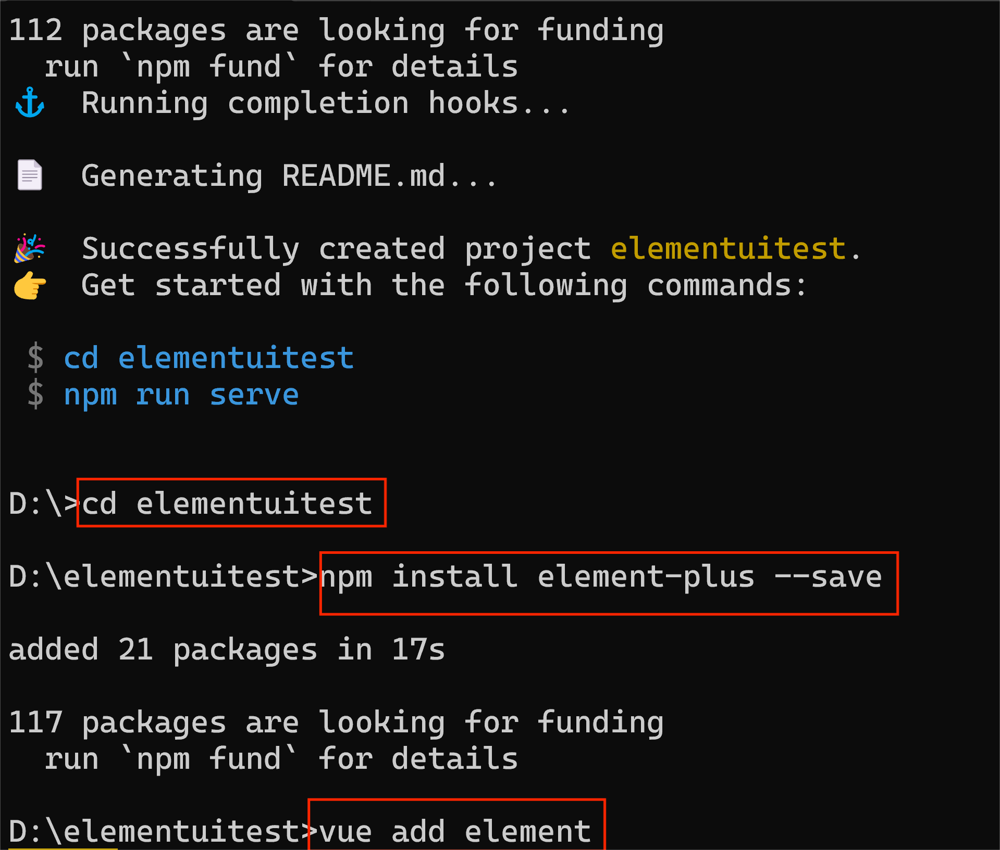 112 packages are looking for funding
  run `npm fund` for details
⚓  Running completion hooks...
📄  Generating README.md...
🎉  Successfully created project elementuitest.
👉  Get started with the following commands:
 $ cd elementuitest
 $ npm run serve
D:\>cd elementuitest
D:\elementuitest>npm install element-plus --save
added 21 packages in 17s
117 packages are looking for funding
  run `npm fund` for details
D:\elementuitest>vue add element